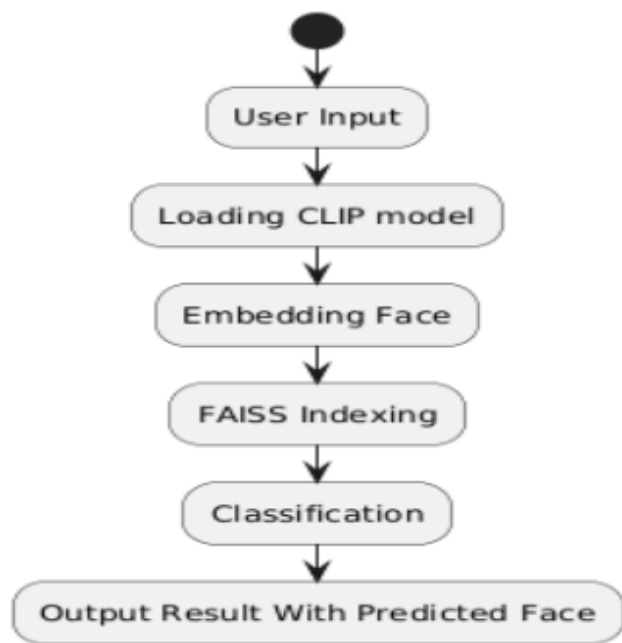 User Input
Loading CLIP model
Embedding Face
FAISS Indexing
Classification
Output Result With Predicted Face